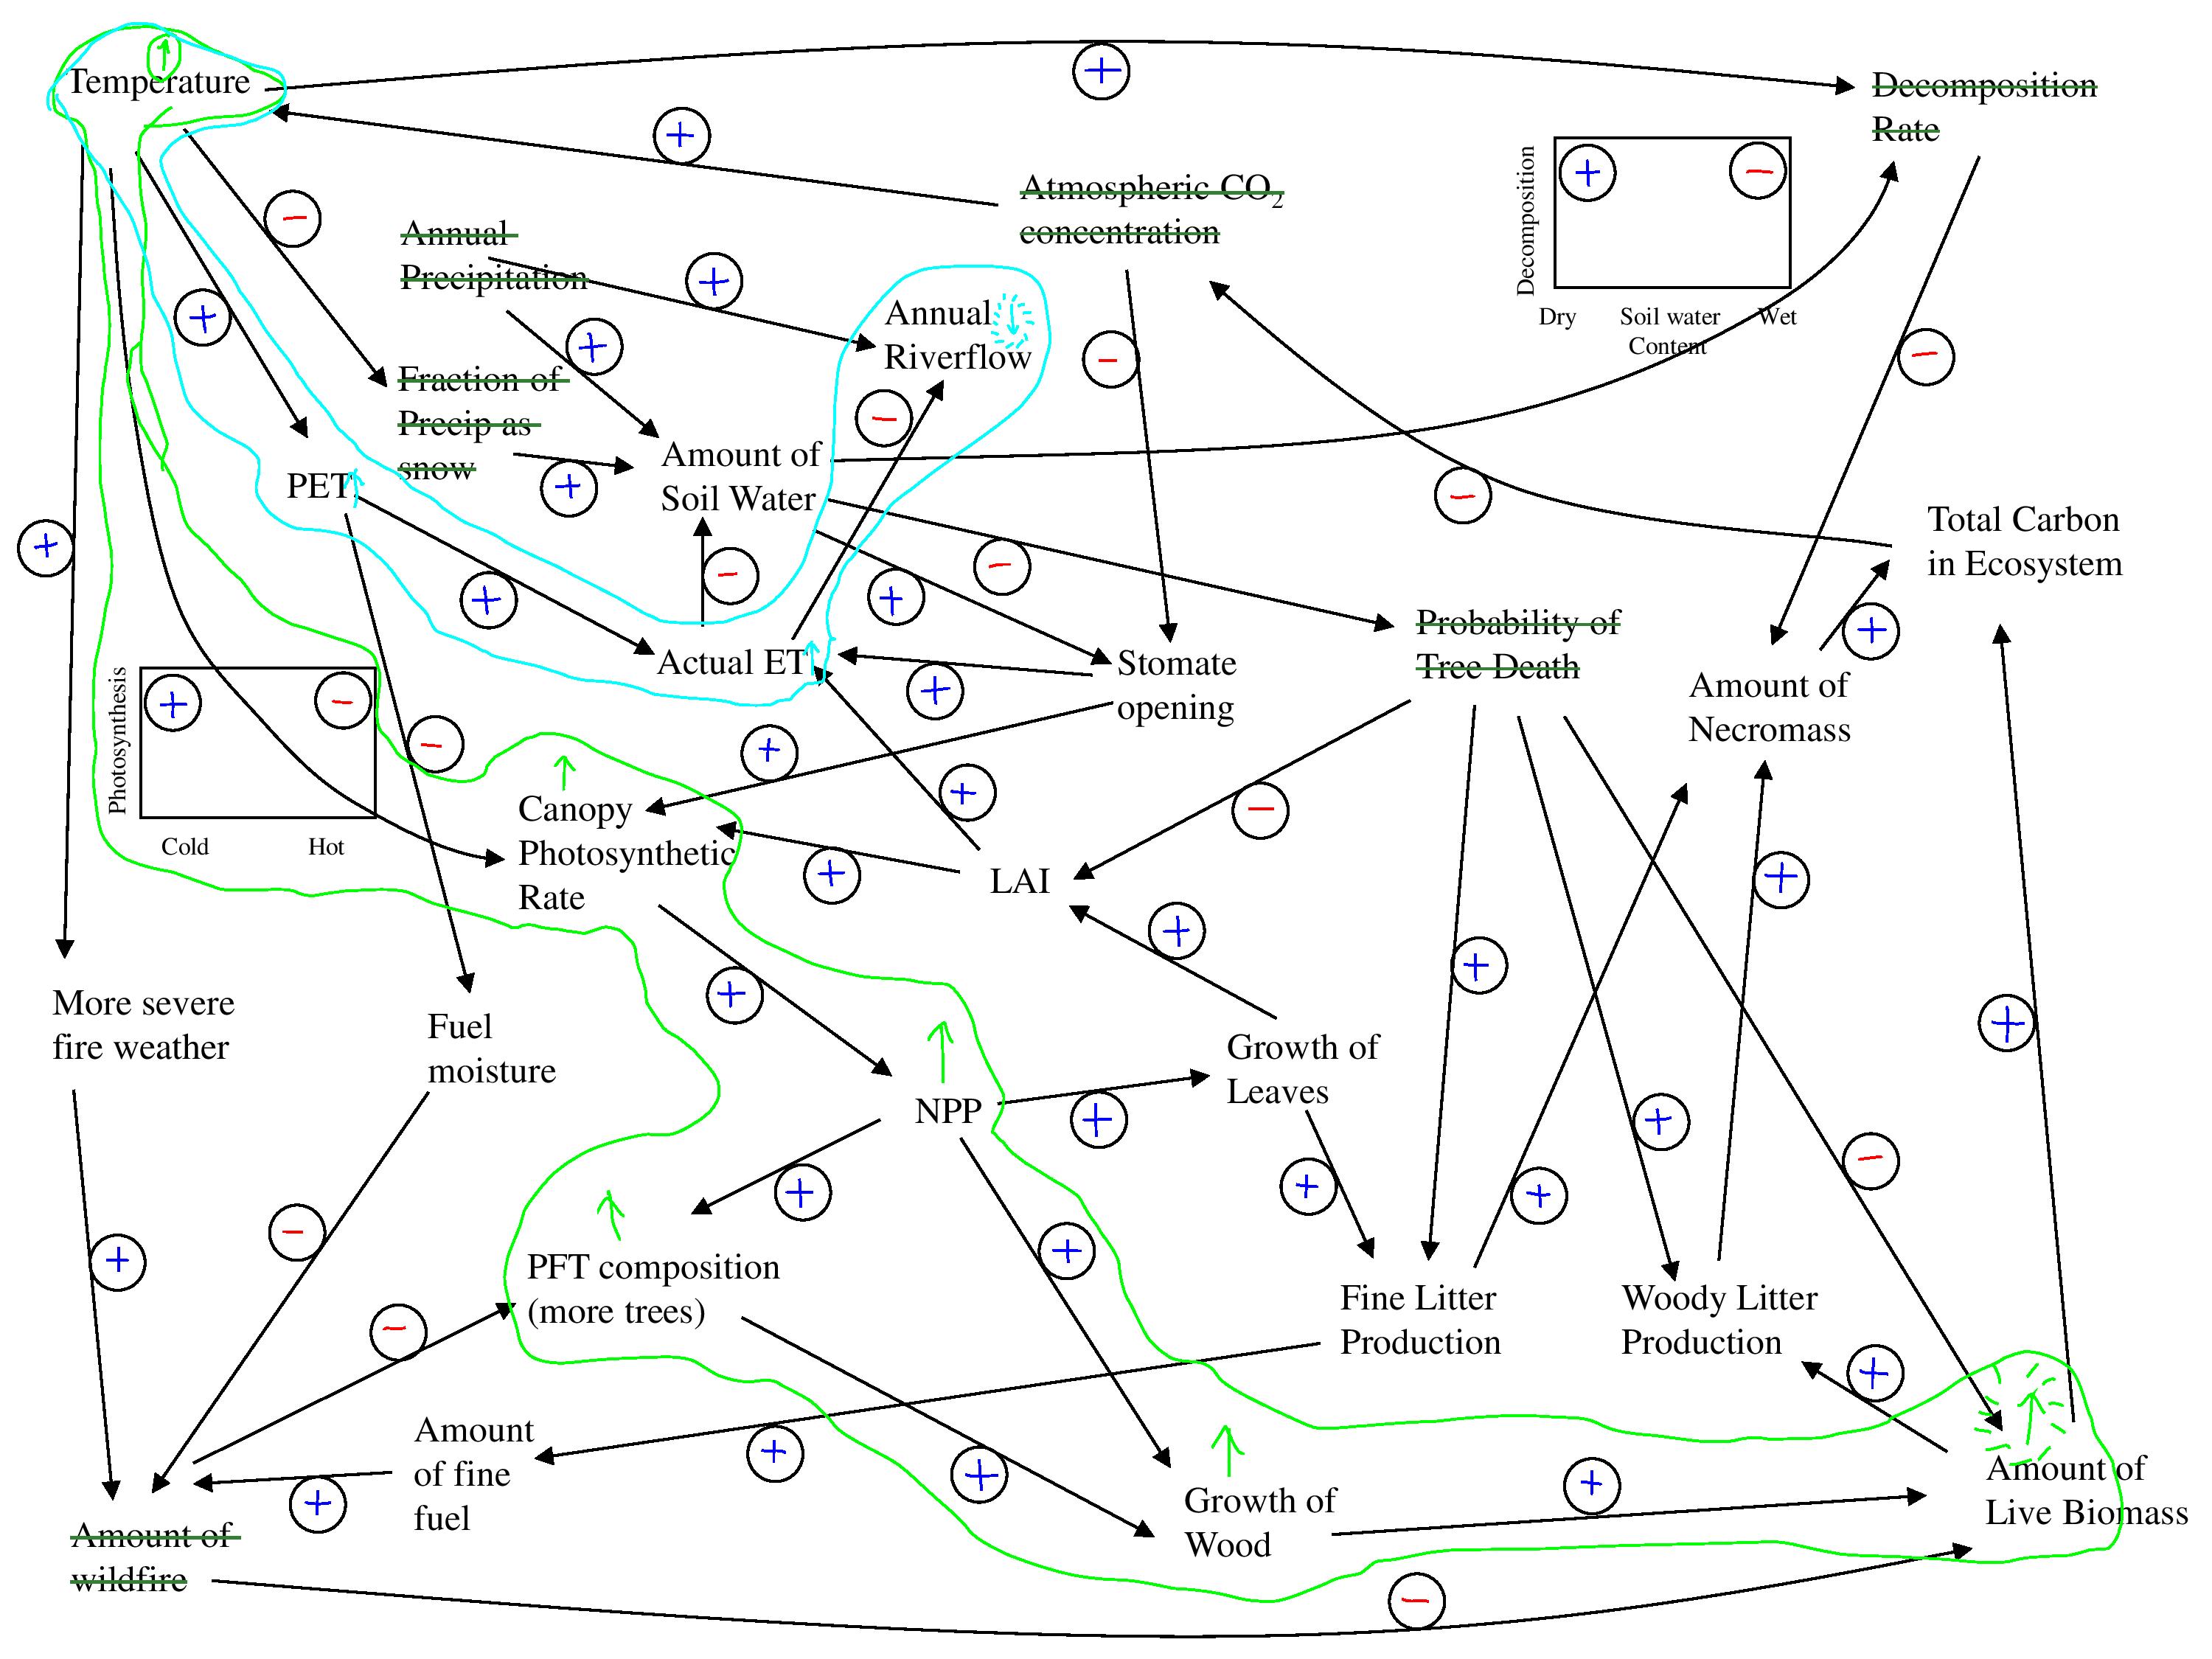 Temperature
Decomposition
Rate
Atmospheric CO2
concentration
Annual
Precipitation
Decomposition
Dry
Soil water
Content
Wet
Annual
Riverflow
Fraction of
Precip as
snow
Amount of
Soil Water
PET
Total Carbon
in Ecosystem
Actual ET
Stomate
opening
Probability of
Tree Death
Amount of
Necromass
Photosynthesis
Cold
Hot
Canopy
Photosynthetic
Rate
LAI
More severe
fire weather
Fuel
moisture
NPP
Growth of
Leaves
PFT composition
(more trees)
Fine Litter
Production
Woody Litter
Production
Amount
of fine
fuel
Growth of
Wood
Amount of
Live Biomass
Amount of
wildfire